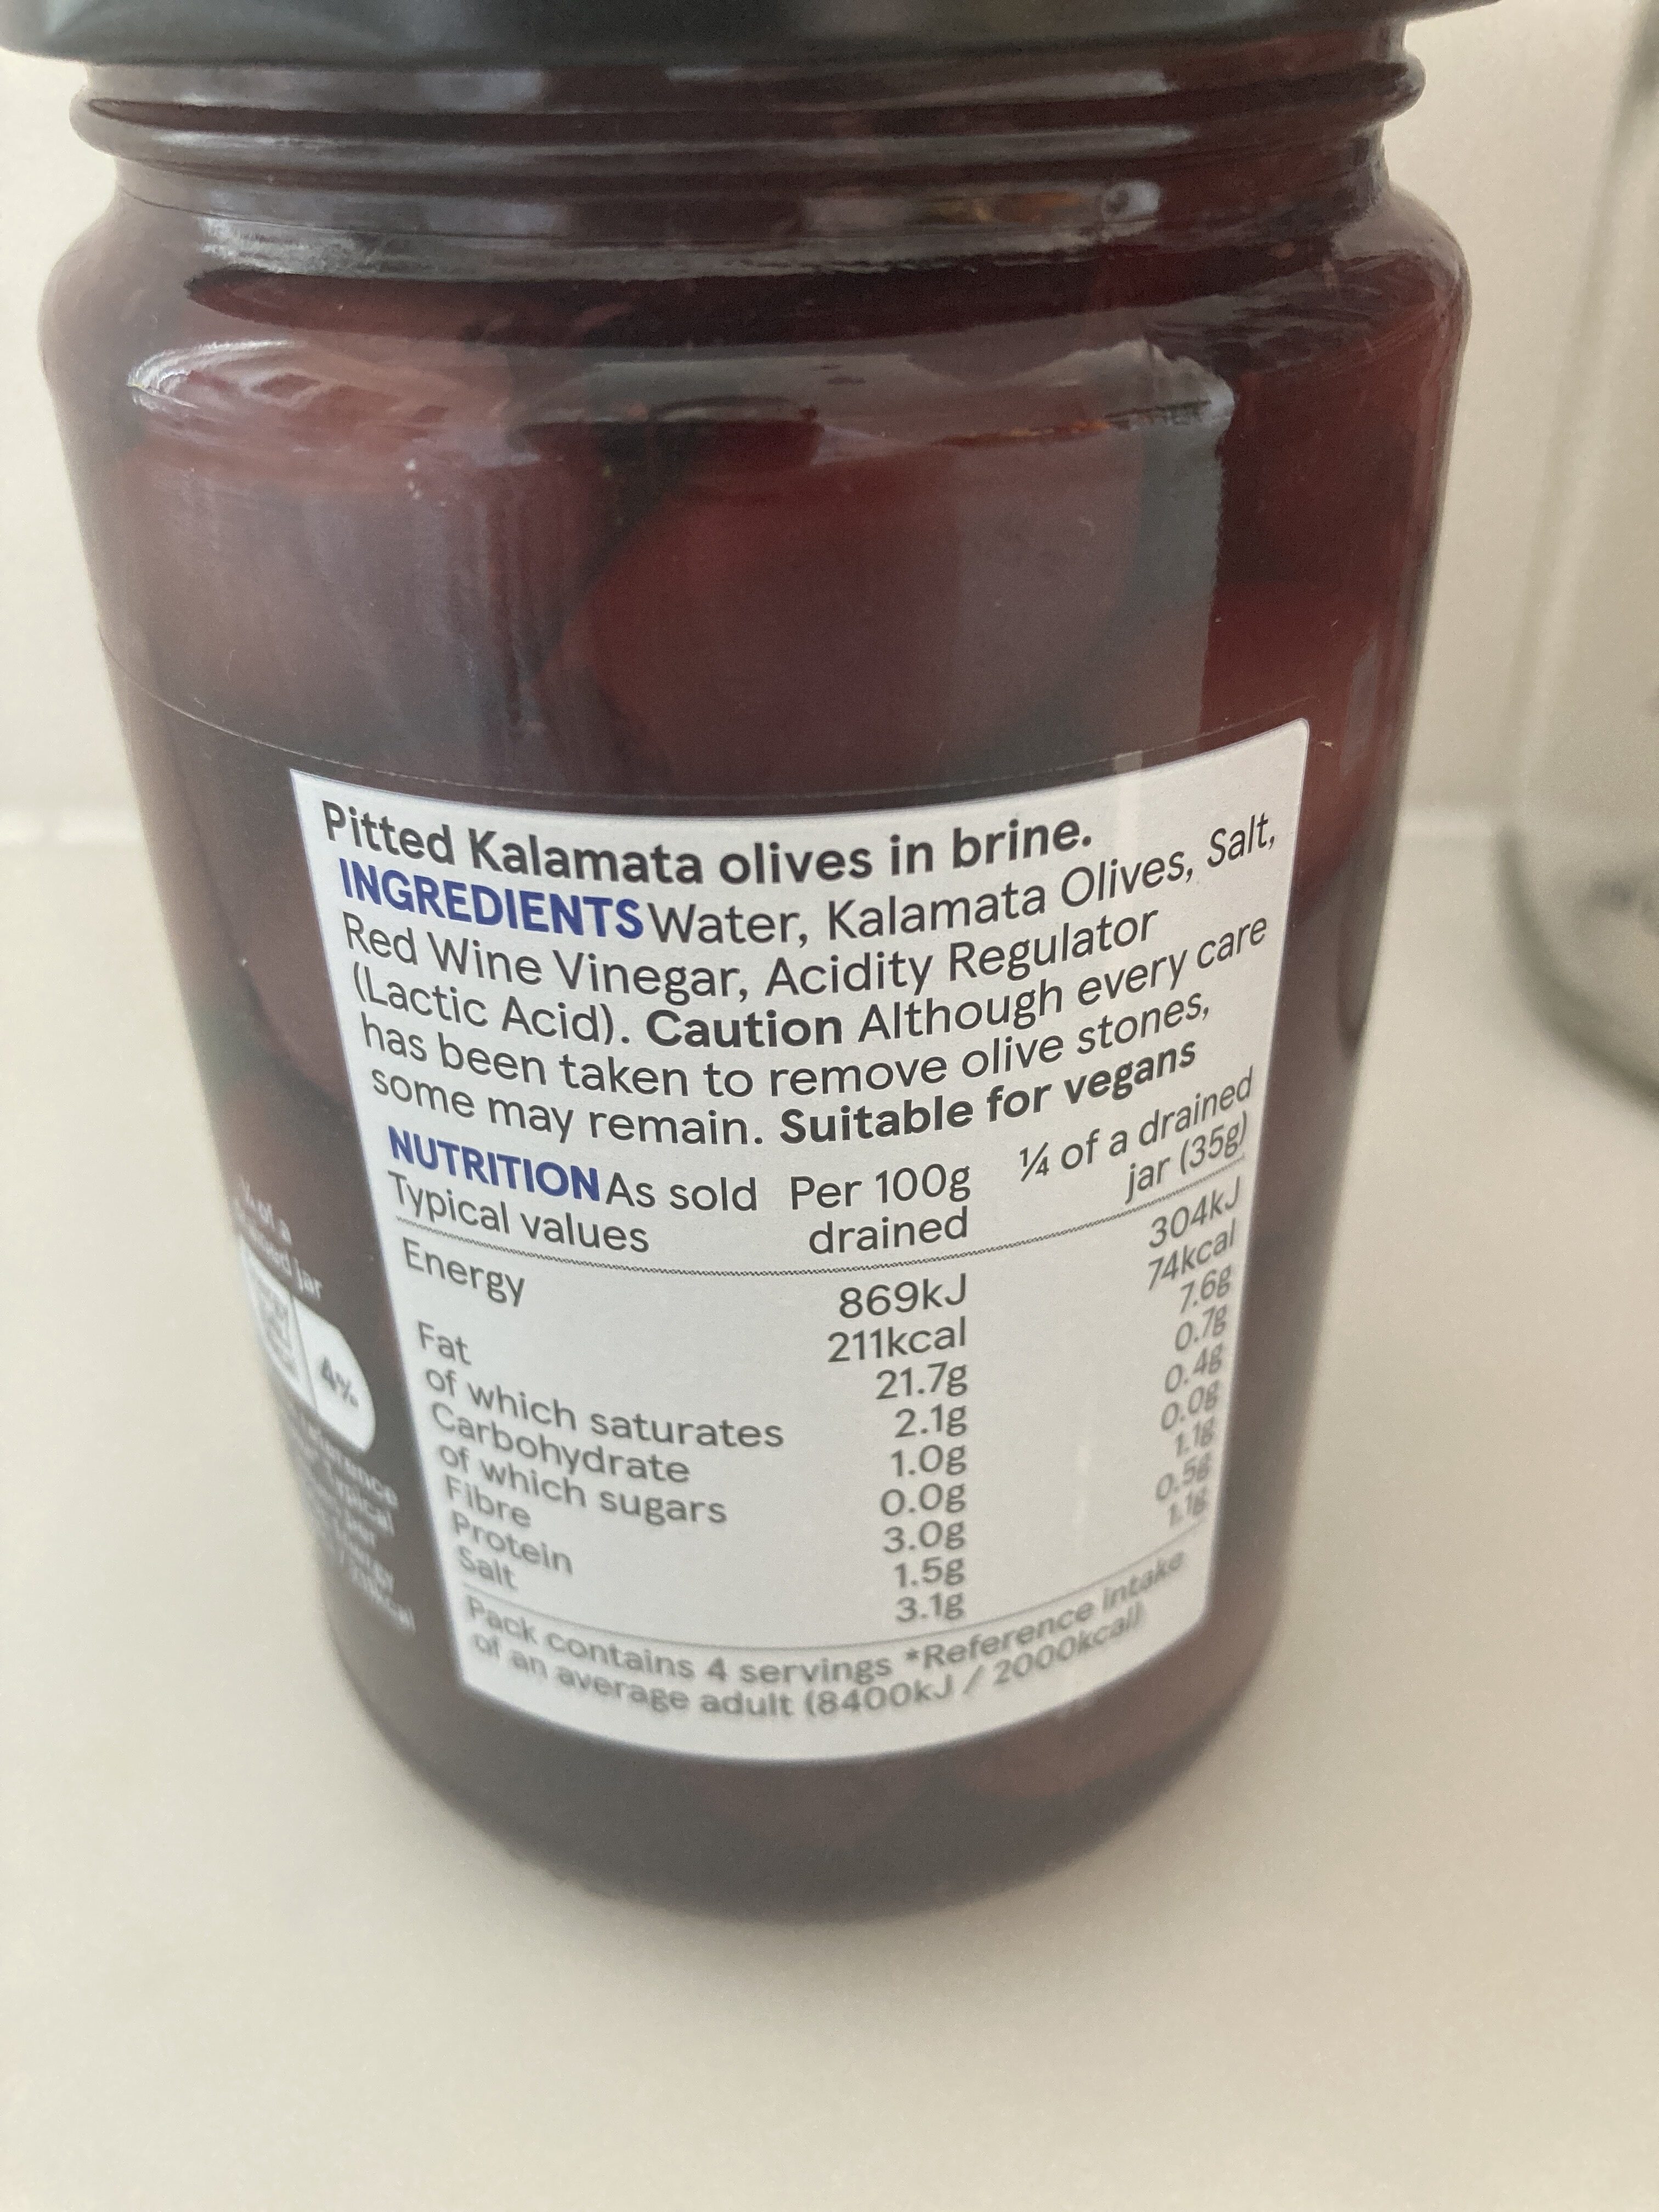 Pitted Kalamata olives in brine.
INGREDIENTS Water, Kalamata Olives, Salt,
Red Wine Vinegar, Acidity Regulator
(Lactic Acid). Caution Although every care
has been taken to remove olive stones,
some may remain. Suitable for vegans
NUTRITION As sold Per 100g ¼ of a drained
Typical values drained jar (35g)
Energy 869kJ 304kJ
211kcal 74kcal
Fat 21.7g 7.6g
of which saturates 2.1g 0.7g
Carbohydrate 1.0g 0.4g
of which sugars 0.0g 0.0g
Fibre 3.0g 1.1g
Protein 1.5g 0.5g
Salt 3.1g 1.1g
Pack contains 4 servings *Reference intake
of an average adult (8400kJ / 2000kcal)
of a
jar
4%